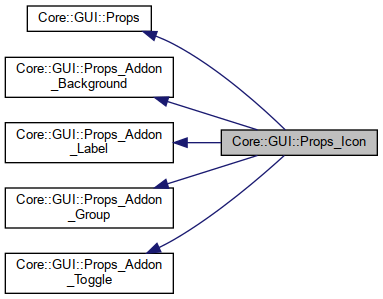 Core::GUI::Props
Core::GUI::Props_Addon
_Background
Core::GUI::Props_Addon
_Label
Core::GUI::Props_Icon
Core::GUI::Props_Addon
_Group
Core::GUI::Props_Addon
_Toggle